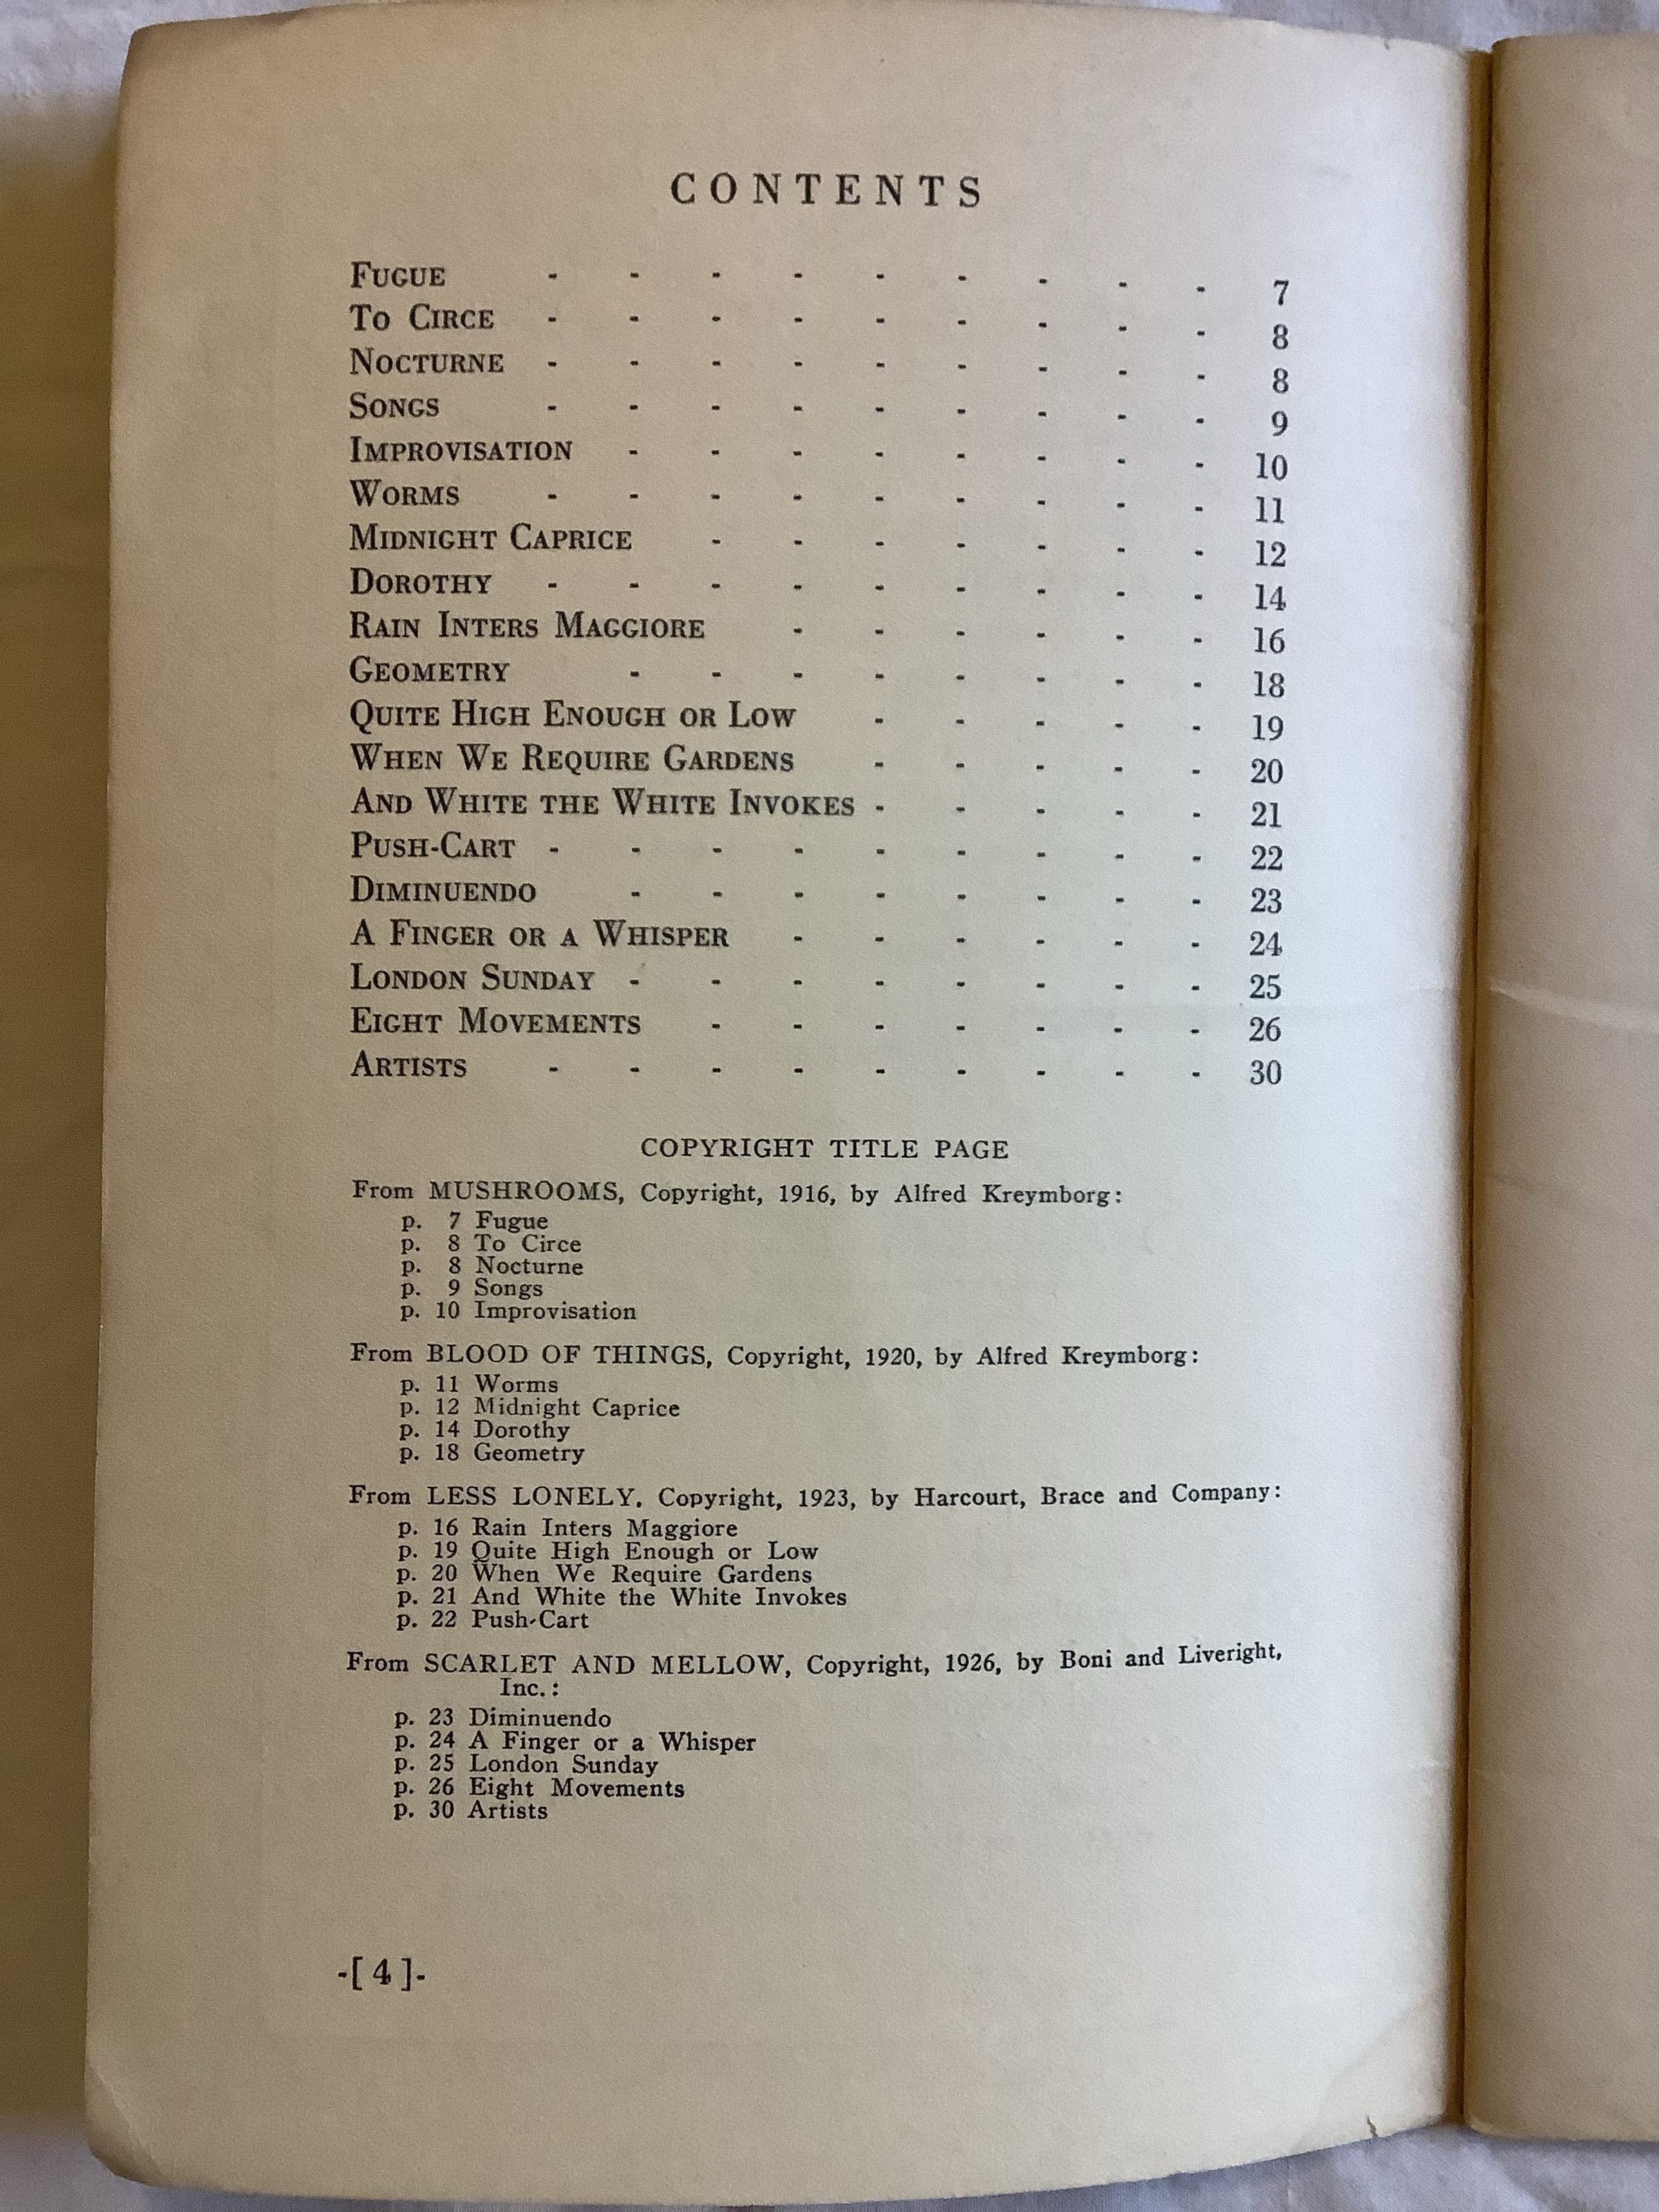 CONTENTS
FUGUE - - - - - - - - - 7
TO CIRCE - - - - - - - - - 8
NOCTURNE - - - - - - - - - 8
SONGS - - - - - - - - - 9
IMPROVISATION - - - - - - - - 10
WORMS - - - - - - - - - 11
MIDNIGHT CAPRICE - - - - - - - 12
DOROTHY - - - - - - - - - 14
RAIN INTERS MAGGIORE - - - - - - 16
GEOMETRY - - - - - - - - 18
QUITE HIGH ENOUGH OR LOW - - - - - 19
WHEN WE REQUIRE GARDENS - - - - - 20
AND WHITE THE WHITE INVOKES - - - - - 21
PUSH-CART - - - - - - - - - 22
DIMINUENDO - - - - - - - - 23
A FINGER OR A WHISPER - - - - - - 24
LONDON SUNDAY - - - - - - - - 25
EIGHT MOVEMENTS - - - - - - - 26
ARTISTS - - - - - - - - - 30
COPYRIGHT TITLE PAGE
From MUSHROOMS, Copyright, 1916, by Alfred Kreymborg:
p. 7 Fugue
p. 8 To Circe
p. 8 Nocturne
p. 9 Songs
p. 10 Improvisation
From BLOOD OF THINGS, Copyright, 1920, by Alfred Kreymborg:
p. 11 Worms
p. 12 Midnight Caprice
p. 14 Dorothy
p. 18 Geometry
From LESS LONELY. Copyright, 1923, by Harcourt, Brace and Company:
p. 16 Rain Inters Maggiore
p. 19 Quite High Enough or Low
p. 20 When We Require Gardens
p. 21 And White the White Invokes
p. 22 Push-Cart
From SCARLET AND MELLOW, Copyright, 1926, by Boni and Liveright,
Inc.:
p. 23 Diminuendo
p. 24 A Finger or a Whisper
p. 25 London Sunday
p. 26 Eight Movements
p. 30 Artists
-[ 4 ]-